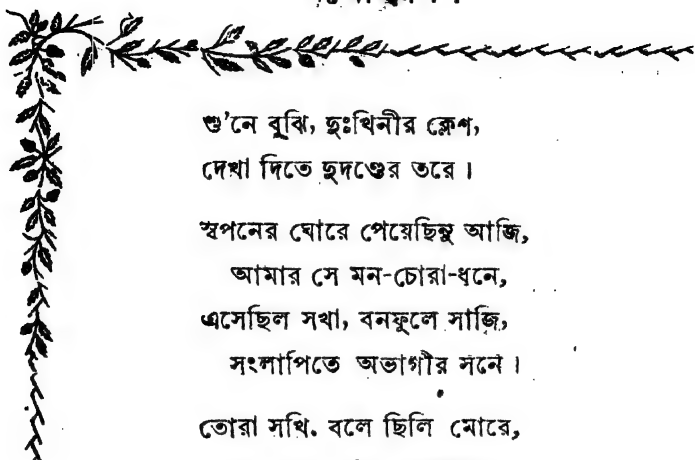 শু'নে বুঝি, দুঃখিনীর ক্লেশ,
দেখা দিতে দুদণ্ডের তরে।
স্বপনের ঘোরে পেয়েছিনু আজি,
আমার সে মন-চোরা-ধনে,
এসেছিল সখা, বনফুলে সাজি,
সংলাপিতে অভাগীর সনে।
তোরা সখি. বলে ছিলি মোরে,